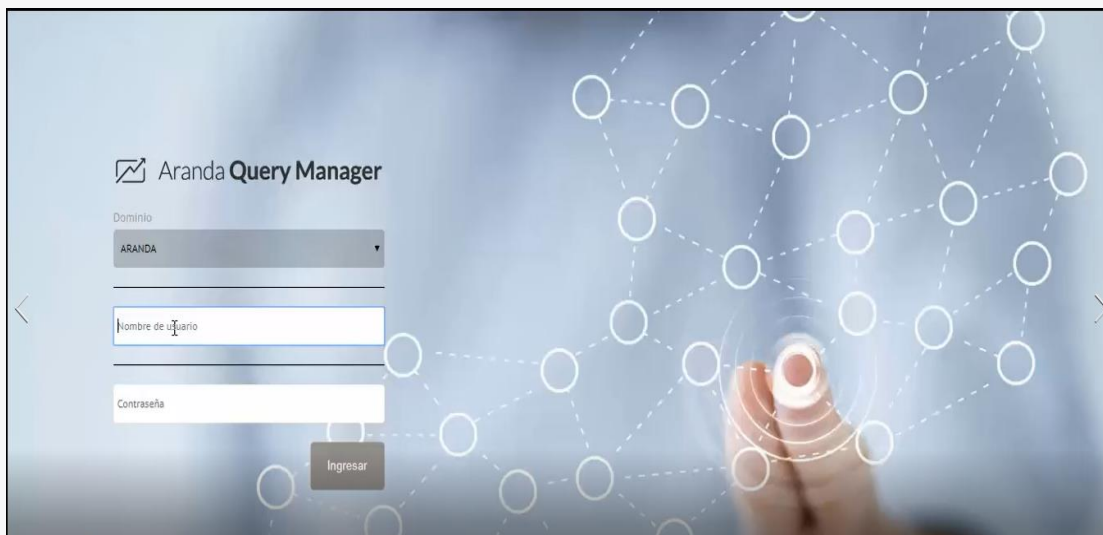 Aranda Query Manager
Dominio
ARANDA
Nombre de usuario
Contraseña
Ingresar